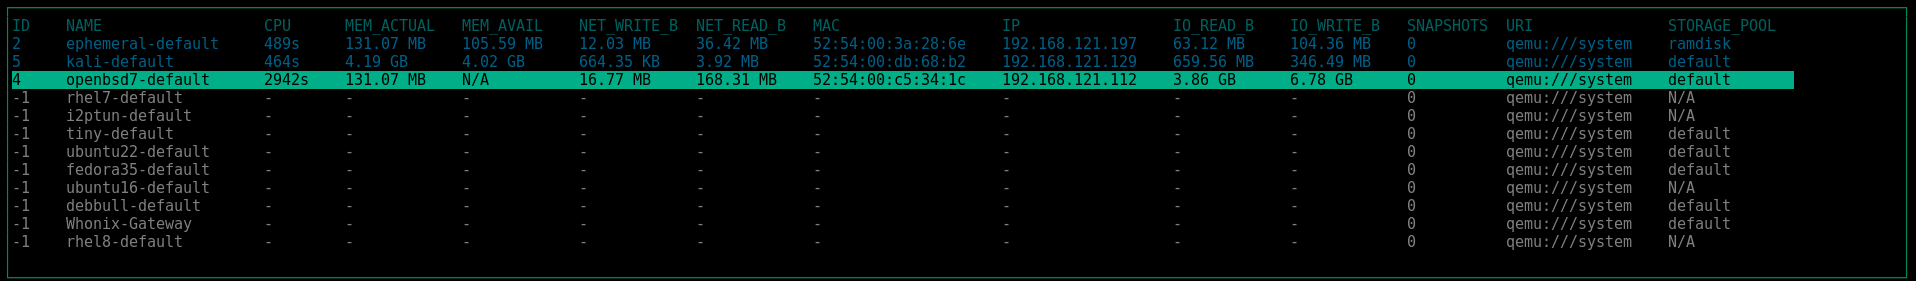 ID    NAME              CPU      MEM_ACTUAL   MEM_AVAIL    NET_WRITE_B  NET_READ_B   MAC                  IP                 IO_READ_B    IO_WRITE_B   SNAPSHOTS  URI               STORAGE_POOL
2     ephemeral-default     489s     131.07 MB    105.59 MB    12.03 MB     36.42 MB     52:54:00:3a:28:6e    192.168.121.197    63.12 MB     104.36 MB    0          qemu:///system    ramdisk
5     kali-default          464s     4.19 GB      4.02 GB      664.35 KB    3.92 MB      52:54:00:db:68:b2    192.168.121.129    659.56 MB    346.49 MB    0          qemu:///system    default
4     openbsd7-default      2942s    131.07 MB    N/A          16.77 MB     168.31 MB    52:54:00:c5:34:1c    192.168.121.112    3.86 GB      6.78 GB      0          qemu:///system    default
-1    rhel7-default         -        -            -            -            -            -                    -                  -            -            0          qemu:///system    N/A
-1    i2ptun-default        -        -            -            -            -            -                    -                  -            -            0          qemu:///system    N/A
-1    tiny-default          -        -            -            -            -            -                    -                  -            -            0          qemu:///system    default
-1    ubuntu22-default      -        -            -            -            -            -                    -                  -            -            0          qemu:///system    default
-1    fedora35-default      -        -            -            -            -            -                    -                  -            -            0          qemu:///system    default
-1    ubuntu16-default      -        -            -            -            -            -                    -                  -            -            0          qemu:///system    N/A
-1    debbull-default       -        -            -            -            -            -                    -                  -            -            0          qemu:///system    default
-1    Whonix-Gateway        -        -            -            -            -            -                    -                  -            -            0          qemu:///system    default
-1    rhel8-default         -        -            -            -            -            -                    -                  -            -            0          qemu:///system    N/A